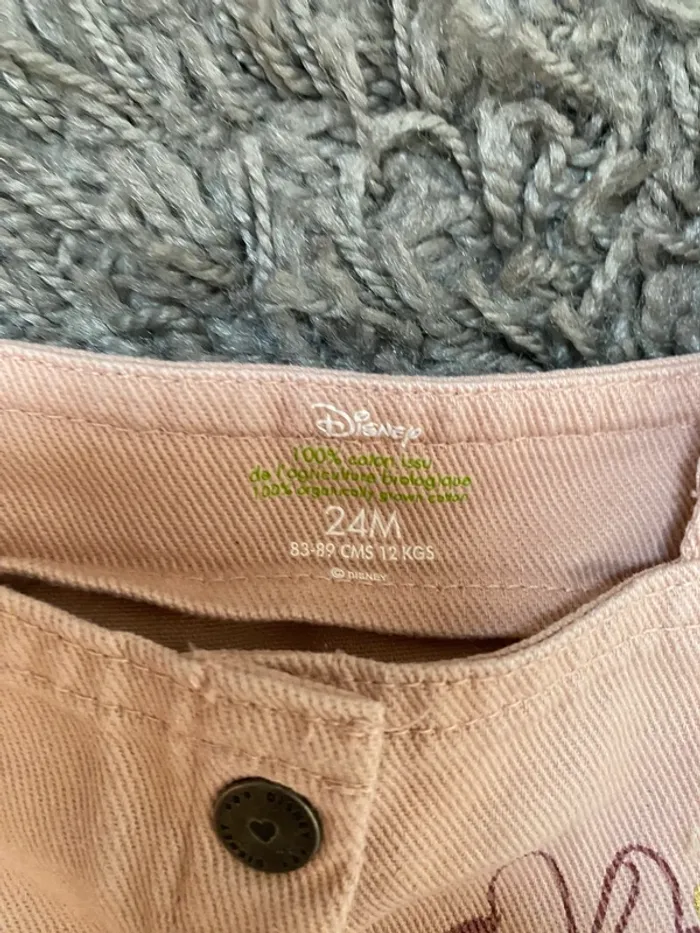 Disney
100% coton issu
de l'agriculture biologique
100% organically grown cotton
24M
83-89 CMS 12 KGS
© DISNEY